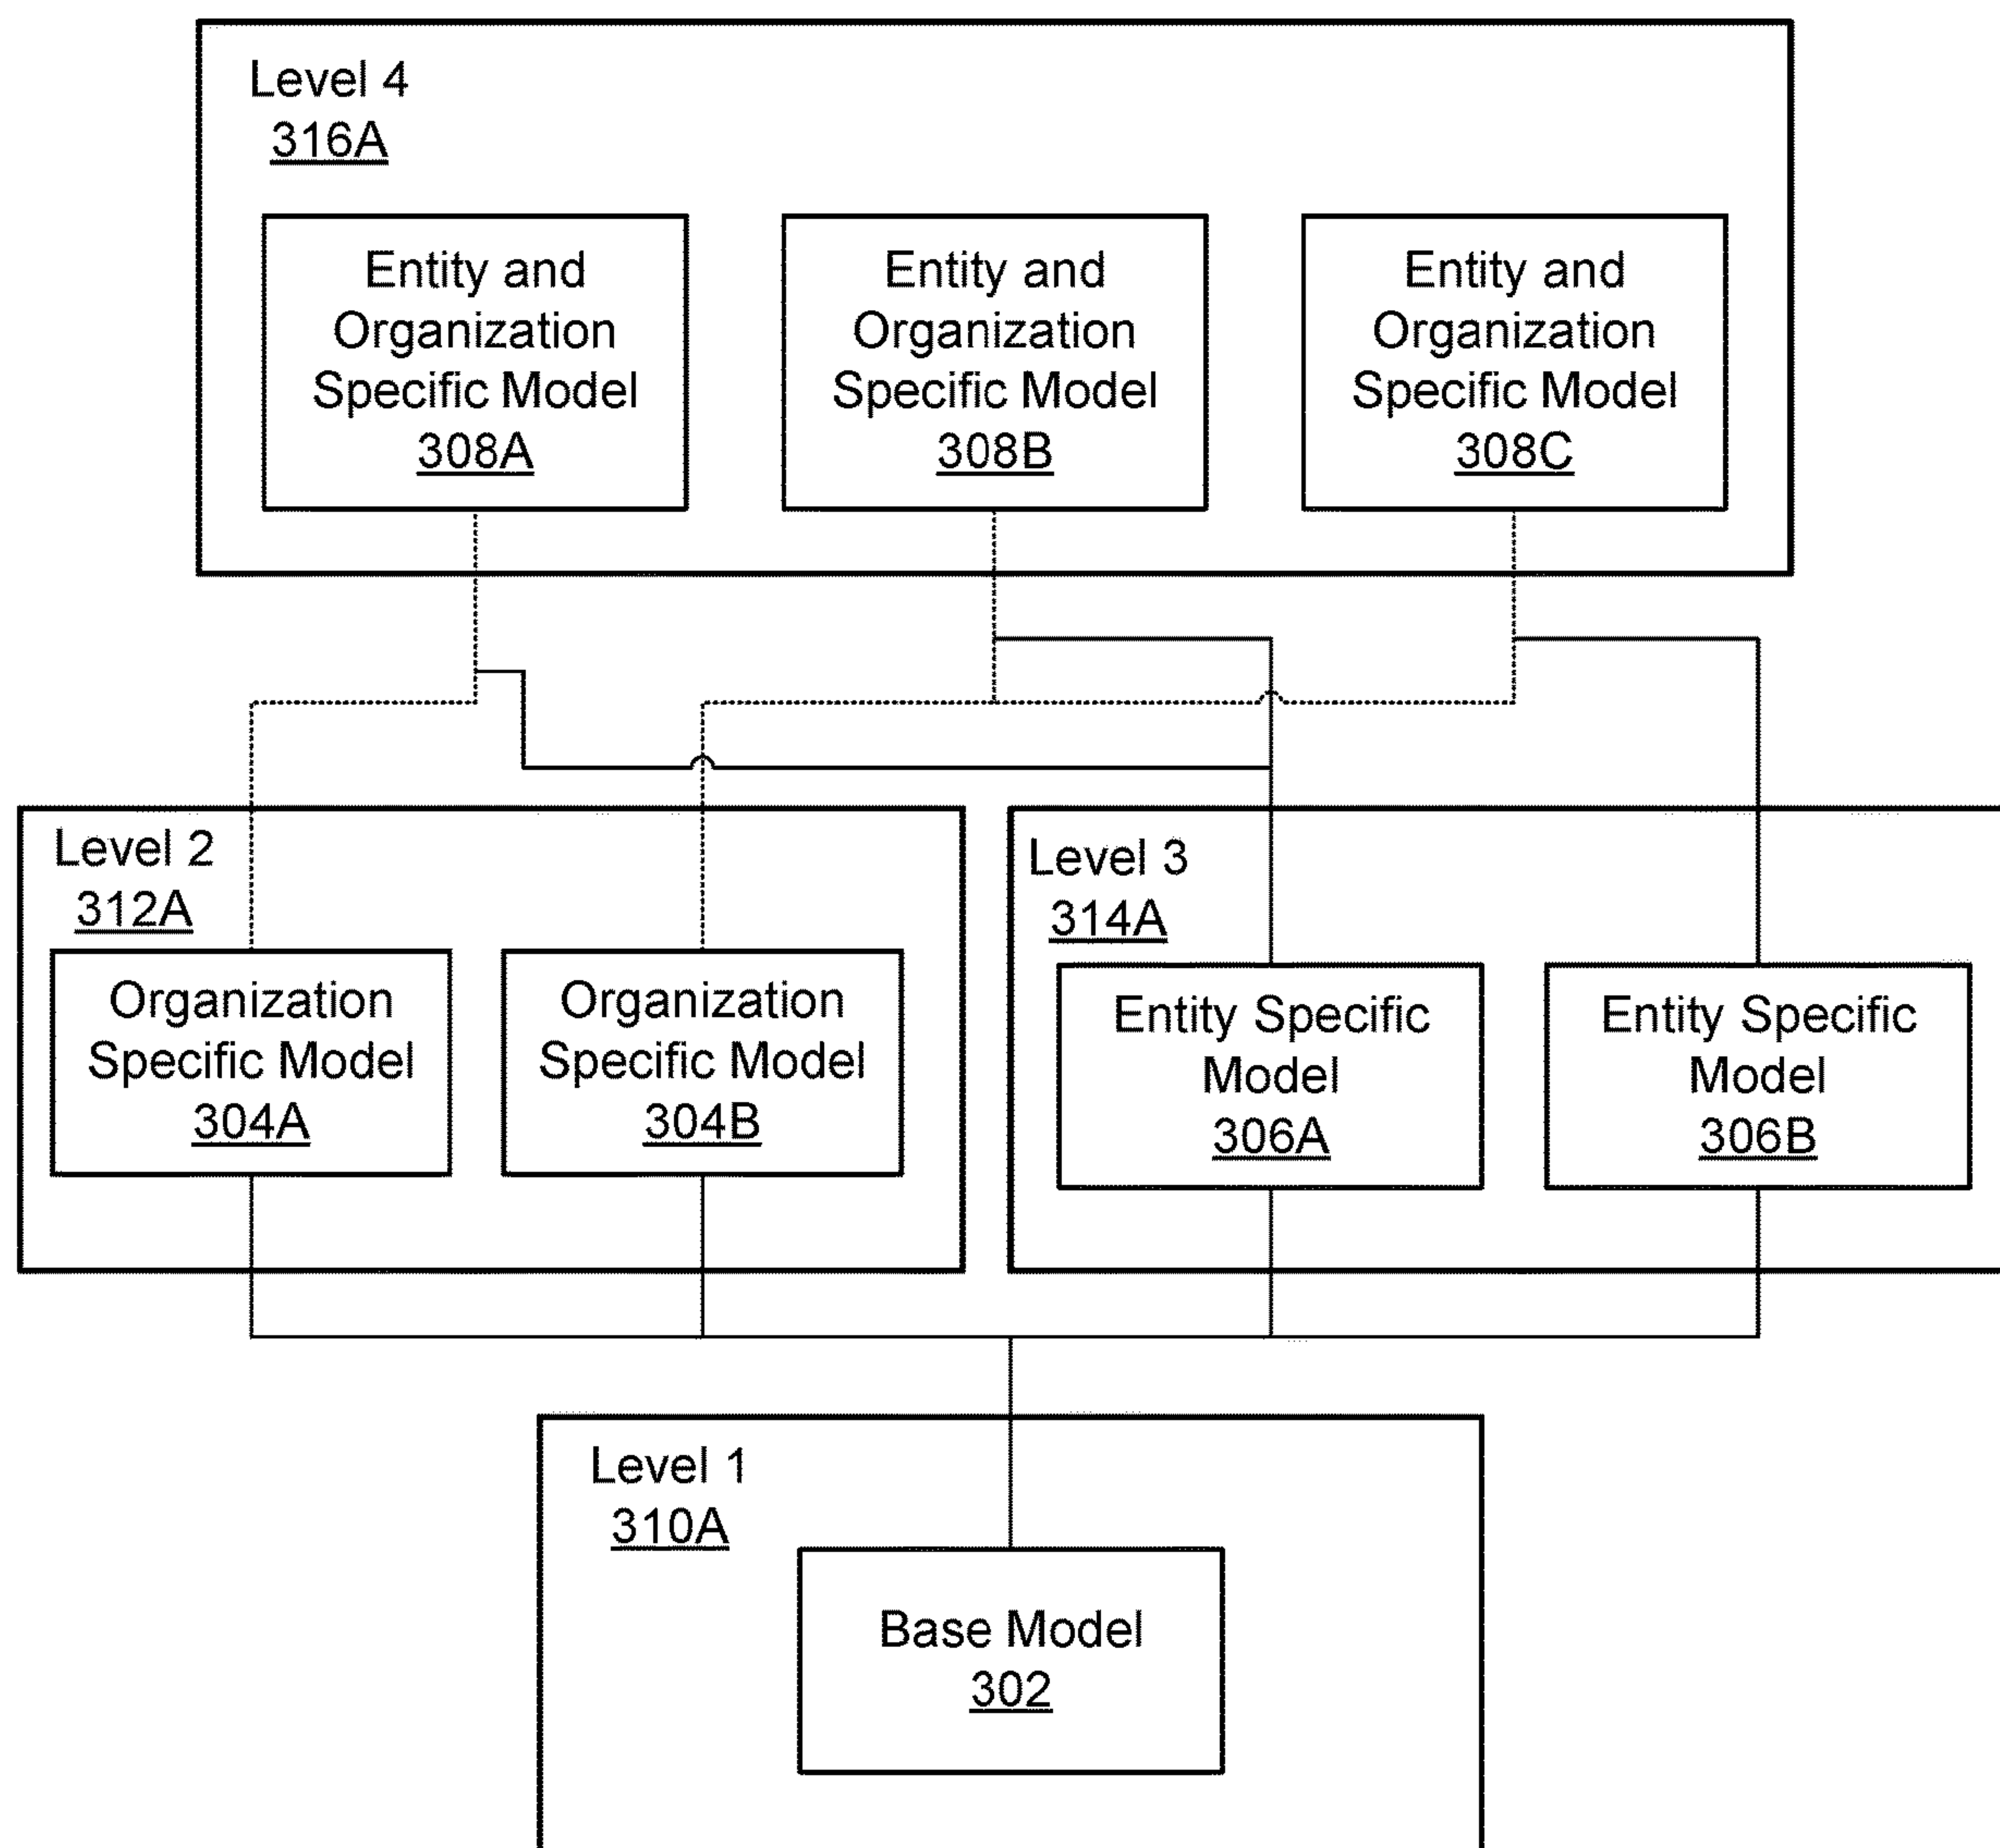 Level 4
316A
Entity and
Organization
Specific Model
308A
Entity and
Organization
Specific Model
308B
Entity and
Organization
Specific Model
308C
Level 2
312A
Organization
Specific Model
304A
Organization
Specific Model
304B
Level 3
314A
Entity Specific
Model
306A
Entity Specific
Model
306B
Level 1
310A
Base Model
302